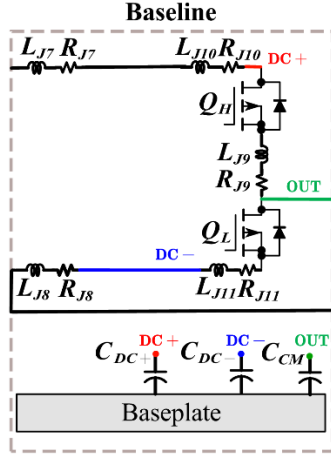 Baseline
L_J7 R_J7 L_J10 R_J10 DC+
Q_H
L_J9
R_J9 OUT
Q_L
DC−
L_J8 R_J8 L_J11 R_J11
DC+ DC− OUT
C_DC+ C_DC− C_CM
Baseplate